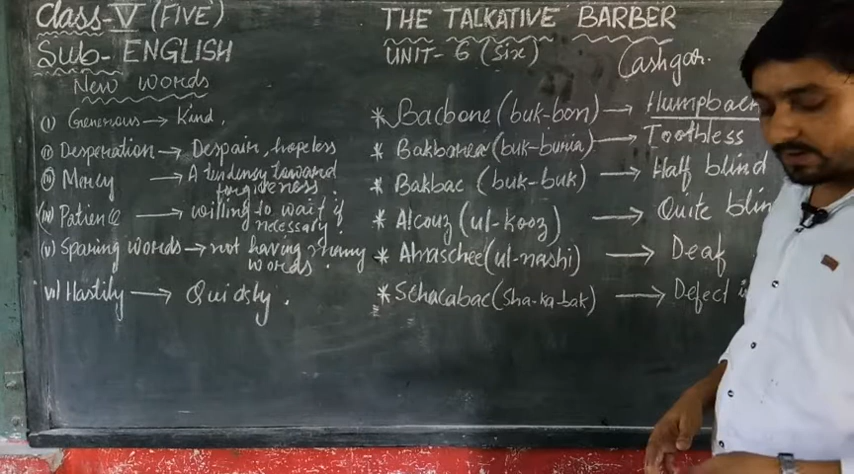 Class-V (FIVE)
Sub- ENGLISH
New words
(i) Generous → Kind.
(ii) Desperation → Despair, hopeless
(iii) Mercy → A tendensy toward
forgiveness.
(iv) Patience → willing to wait if
necessary.
(v) Sparing words → not having many
words.
vi) Hastily → Quickly.
THE TALKATIVE BARBER
UNIT- 6 (Six)
Cashgar.
* Bacbone (buk-bon) → Humpback
* Bakbarea (buk-buria) → Toothless
* Bakbac (buk-buk) → Half blind
* Alcouz (ul-kooz) → Quite blin
* Alnaschee (ul-nashi) → Deaf
* Schacabac (sha-ka-bak) → Defect i